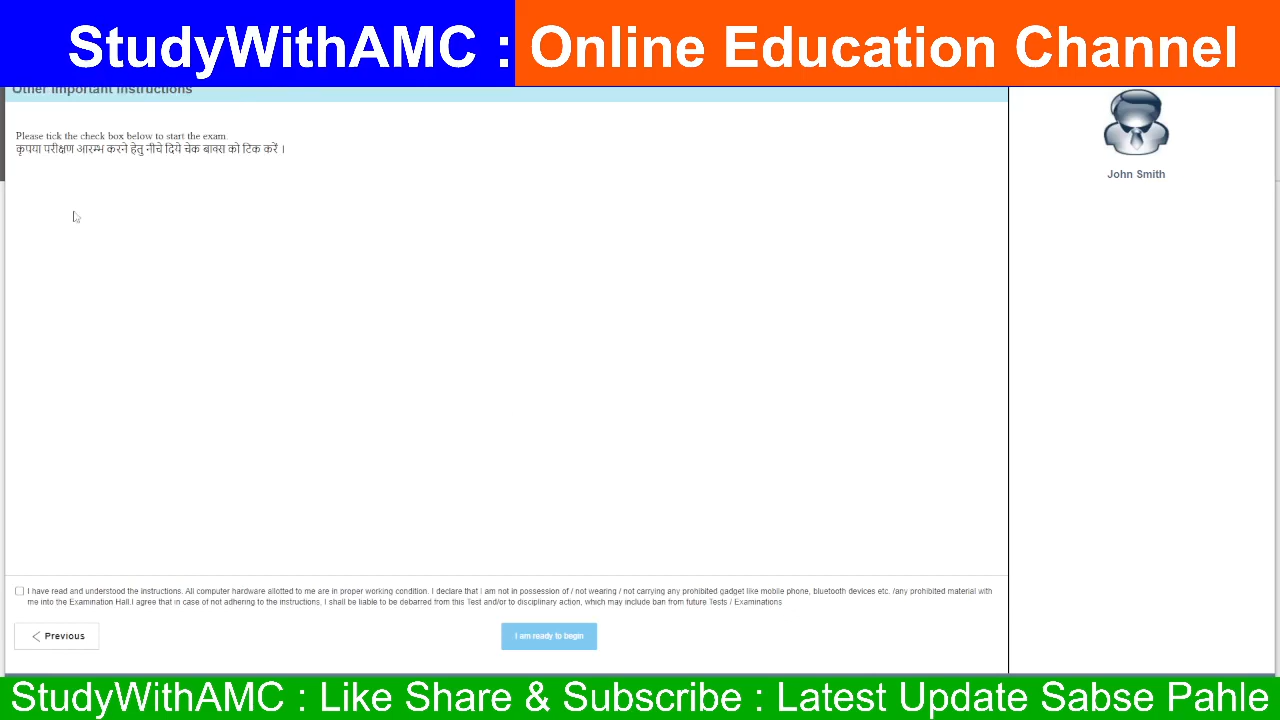 StudyWithAMC : Online Education Channel
Other Important Instructions
Please tick the check box below to start the exam.
कृपया परीक्षण आरम्भ करने हेतु नीचे दिये चेक बाक्स को टिक करें ।
John Smith
I have read and understood the instructions. All computer hardware allotted to me are in proper working condition. I declare that I am not in possession of / not wearing / not carrying any prohibited gadget like mobile phone, bluetooth devices etc. /any prohibited material with
me into the Examination Hall.I agree that in case of not adhering to the instructions, I shall be liable to be debarred from this Test and/or to disciplinary action, which may include ban from future Tests / Examinations
Previous
I am ready to begin
StudyWithAMC : Like Share & Subscribe : Latest Update Sabse Pahle